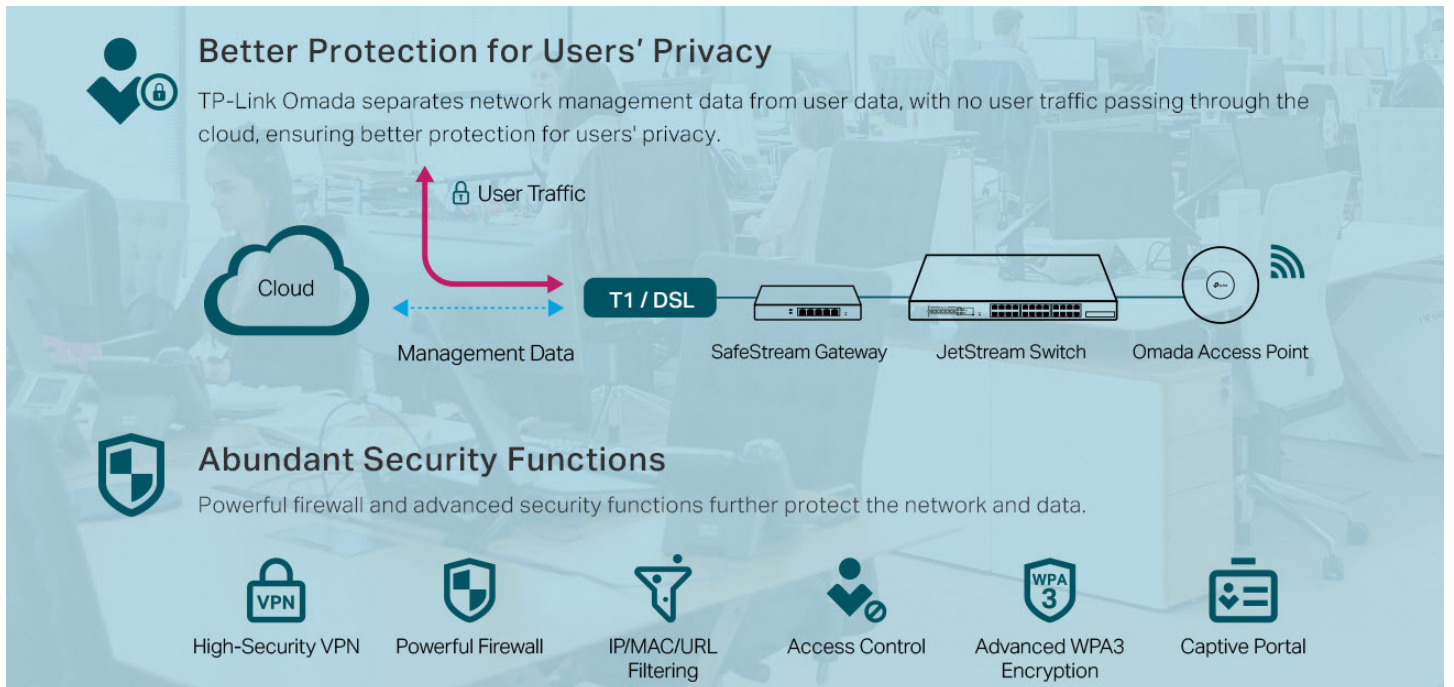 Better Protection for Users’ Privacy
TP-Link Omada separates network management data from user data, with no user traffic passing through the
cloud, ensuring better protection for users' privacy.
User Traffic
Cloud
T1 / DSL
Management Data
SafeStream Gateway
JetStream Switch
Omada Access Point
Abundant Security Functions
Powerful firewall and advanced security functions further protect the network and data.
VPN
WPA
3
High-Security VPN
Powerful Firewall
IP/MAC/URL
Filtering
Access Control
Advanced WPA3
Encryption
Captive Portal